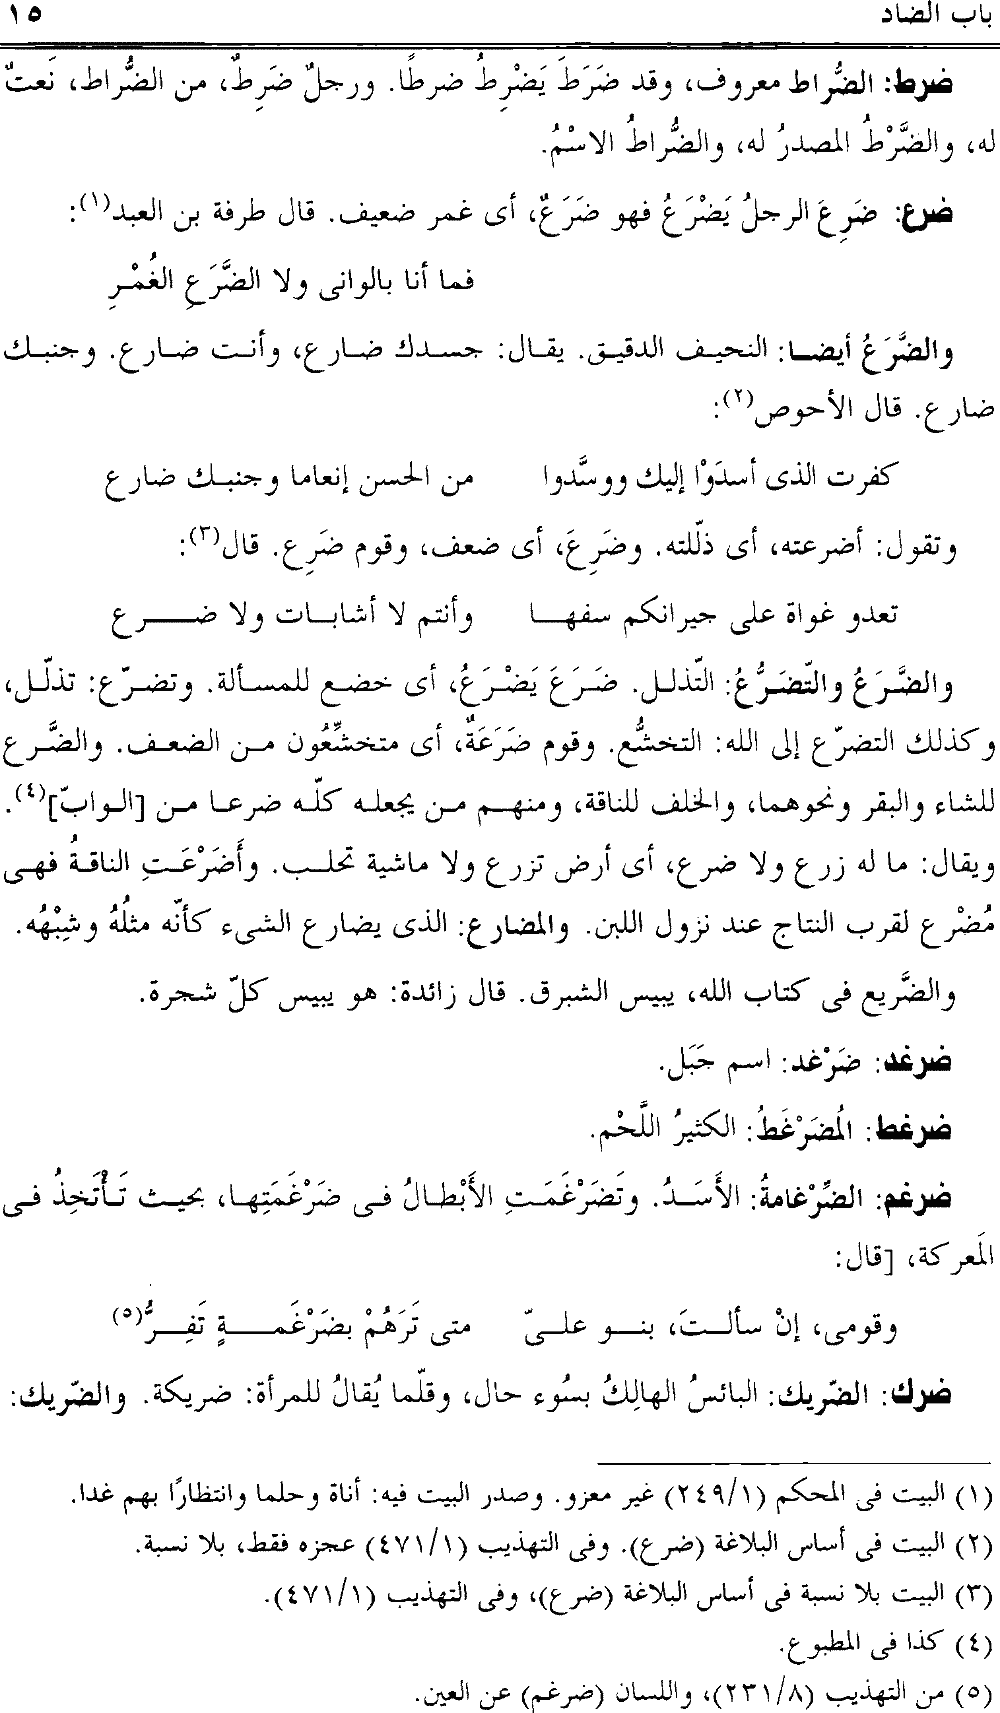 باب الضاد ١٥
ضرط: الضُّراط معروف، وقد ضَرَطَ يَضْرِطُ ضرطًا. ورجلٌ ضَرِطٌ، من الضُّراط، نَعتٌ
له، والضَّرْطُ المصدرُ له، والضُّراطُ الاسْمُ.
ضرع: ضَرِعَ الرجلُ يَضْرَعُ فهو ضَرَعٌ، أى غمر ضعيف. قال طرفة بن العبد(١):
فما أنا بالوانى ولا الضَّرَعِ الغُمْرِ
والضَّرَعُ أيضا: النحيف الدقيق. يقال: جسدك ضارع، وأنت ضارع. وجنبك
ضارع. قال الأحوص(٢):
كفرت الذى أسدَوْا إليك ووسَّدوا من الحسن إنعاما وجنبك ضارع
وتقول: أضرعته، أى ذلّلته. وضَرِعَ، أى ضعف، وقوم ضَرِع. قال(٣):
تعدو غواة على جيرانكم سفها وأنتم لا أشابات ولا ضرع
والضَّرَعُ والتّضَرُّعُ: التّذلل. ضَرَعَ يَضْرَعُ، أى خضع للمسألة. وتضرّع: تذلّل،
وكذلك التضرّع إلى الله: التخشُّع. وقوم ضَرَعَةٌ، أى متخشِّعُون من الضعف. والضَّرع
للشاء والبقر ونحوهما، والخلف للناقة، ومنهم من يجعله كلّه ضرعا من [الوابّ](٤).
ويقال: ما له زرع ولا ضرع، أى أرض تزرع ولا ماشية تحلب. وأَضَرْعَتِ الناقةُ فهى
مُضْرع لقرب النتاج عند نزول اللبن. والمضارع: الذى يضارع الشىء كأنّه مثلُهُ وشِبْهُه.
والضَّريع فى كتاب الله، يبيس الشبرق. قال زائدة: هو يبيس كلّ شجرة.
ضرغد: ضَرْغد: اسم جَبَل.
ضرغط: المُضَرْغَطُ: الكثيرُ اللَّحْم.
ضرغم: الضِّرْغامةُ: الأَسَدُ. وتَضَرْغَمَتِ الأَبْطالُ فى ضَرْغَمَتِها، بحيث تَأْتَخِذُ فى
المَعركة، [قال:
وقومى، إنْ سألتَ، بنو علىّ متى تَرَهُمْ بضَرْغَمةٍ تَفِرُّ(٥)
ضرك: الضّريك: البائسُ الهالِكُ بسُوء حال، وقلّما يُقالُ للمرأة: ضريكة. والضّريك:
(١) البيت فى المحكم (٢٤٩/١) غير معزو. وصدر البيت فيه: أناة وحلما وانتظارًا بهم غدا.
(٢) البيت فى أساس البلاغة (ضرع). وفى التهذيب (٤٧١/١) عجزه فقط، بلا نسبة.
(٣) البيت بلا نسبة فى أساس البلاغة (ضرع)، وفى التهذيب (٤٧١/١).
(٤) كذا فى المطبوع.
(٥) من التهذيب (٢٣١/٨)، واللسان (ضرغم) عن العين.